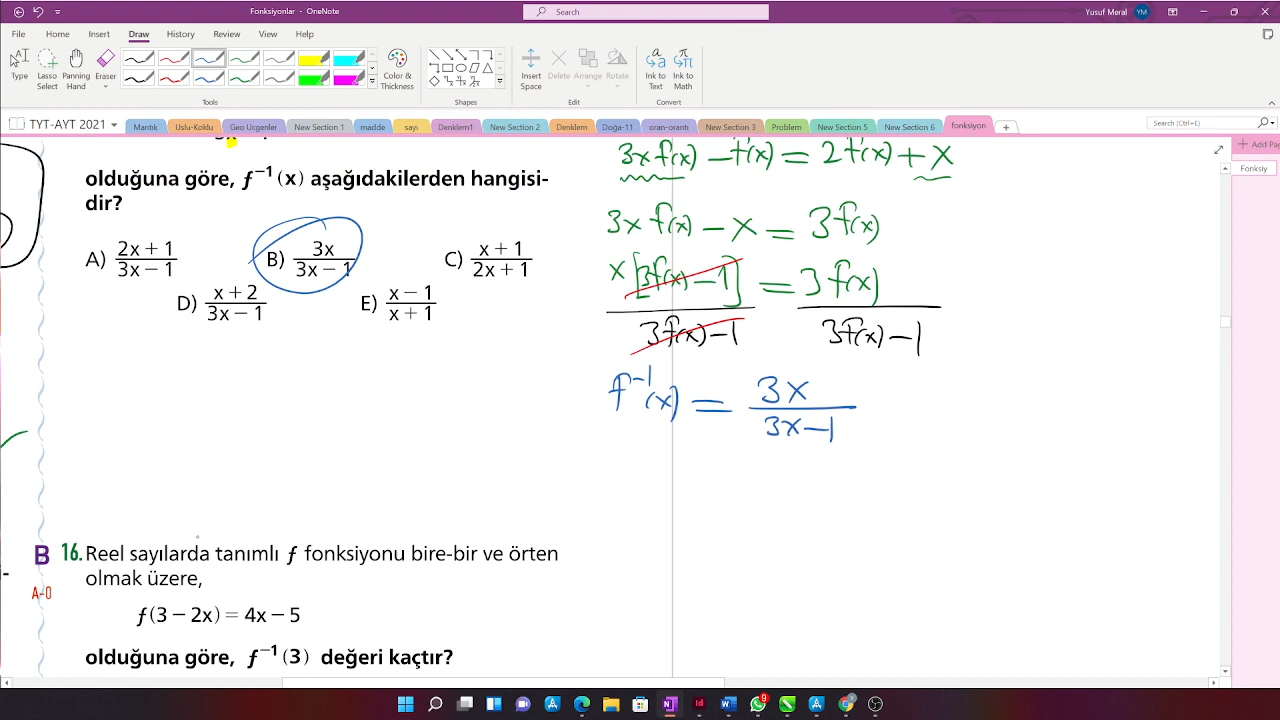 Fonksiyonlar - OneNote
Search
Yusuf Meral
YM
File Home Insert Draw History Review View Help
Type
Lasso Select
Panning Hand
Eraser
Color & Thickness
Insert Space
Delete
Arrange
Rotate
Ink to Text
Ink to Math
Tools
Shapes
Edit
Convert
TYT-AYT 2021
Mantık Uslu-Koklu Geo Ucgenler New Section 1 madde sayı Denklem1 New Section 2 Denklem Doğa-11 oran-orantı New Section 3 Problem New Section 5 New Section 6 fonksiyon
Search (Ctrl+E)
Add Pag
Fonksiy
3x f(x) - f(x) = 2f(x) + x
olduğuna göre, f⁻¹(x) aşağıdakilerden hangisi-
dir?
3x f(x) - x = 3f(x)
A) (2x + 1)/(3x − 1) B) 3x/(3x − 1) C) (x + 1)/(2x + 1)
D) (x + 2)/(3x − 1) E) (x − 1)/(x + 1)
x[3f(x) - 1] = 3f(x)
3f(x) - 1 3f(x) - 1
f⁻¹(x) = 3x/(3x - 1)
B 16. Reel sayılarda tanımlı f fonksiyonu bire-bir ve örten
olmak üzere,
A-0
f(3 − 2x) = 4x − 5
olduğuna göre, f⁻¹(3) değeri kaçtır?
9